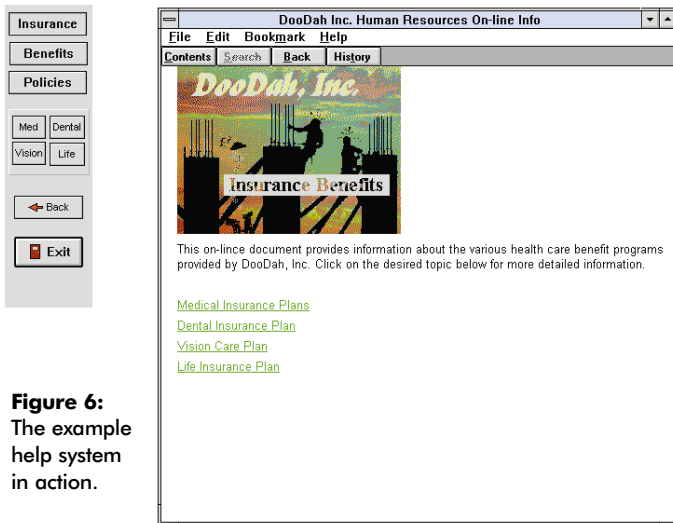 Insurance
Benefits
Policies
Med Dental
Vision Life
Back
Exit
Figure 6:
The example
help system
in action.
DooDah Inc. Human Resources On-line Info
File Edit Bookmark Help
Contents Search Back History
DooDah, Inc.
Insurance Benefits
This on-lince document provides information about the various health care benefit programs
provided by DooDah, Inc. Click on the desired topic below for more detailed information.
Medical Insurance Plans
Dental Insurance Plan
Vision Care Plan
Life Insurance Plan